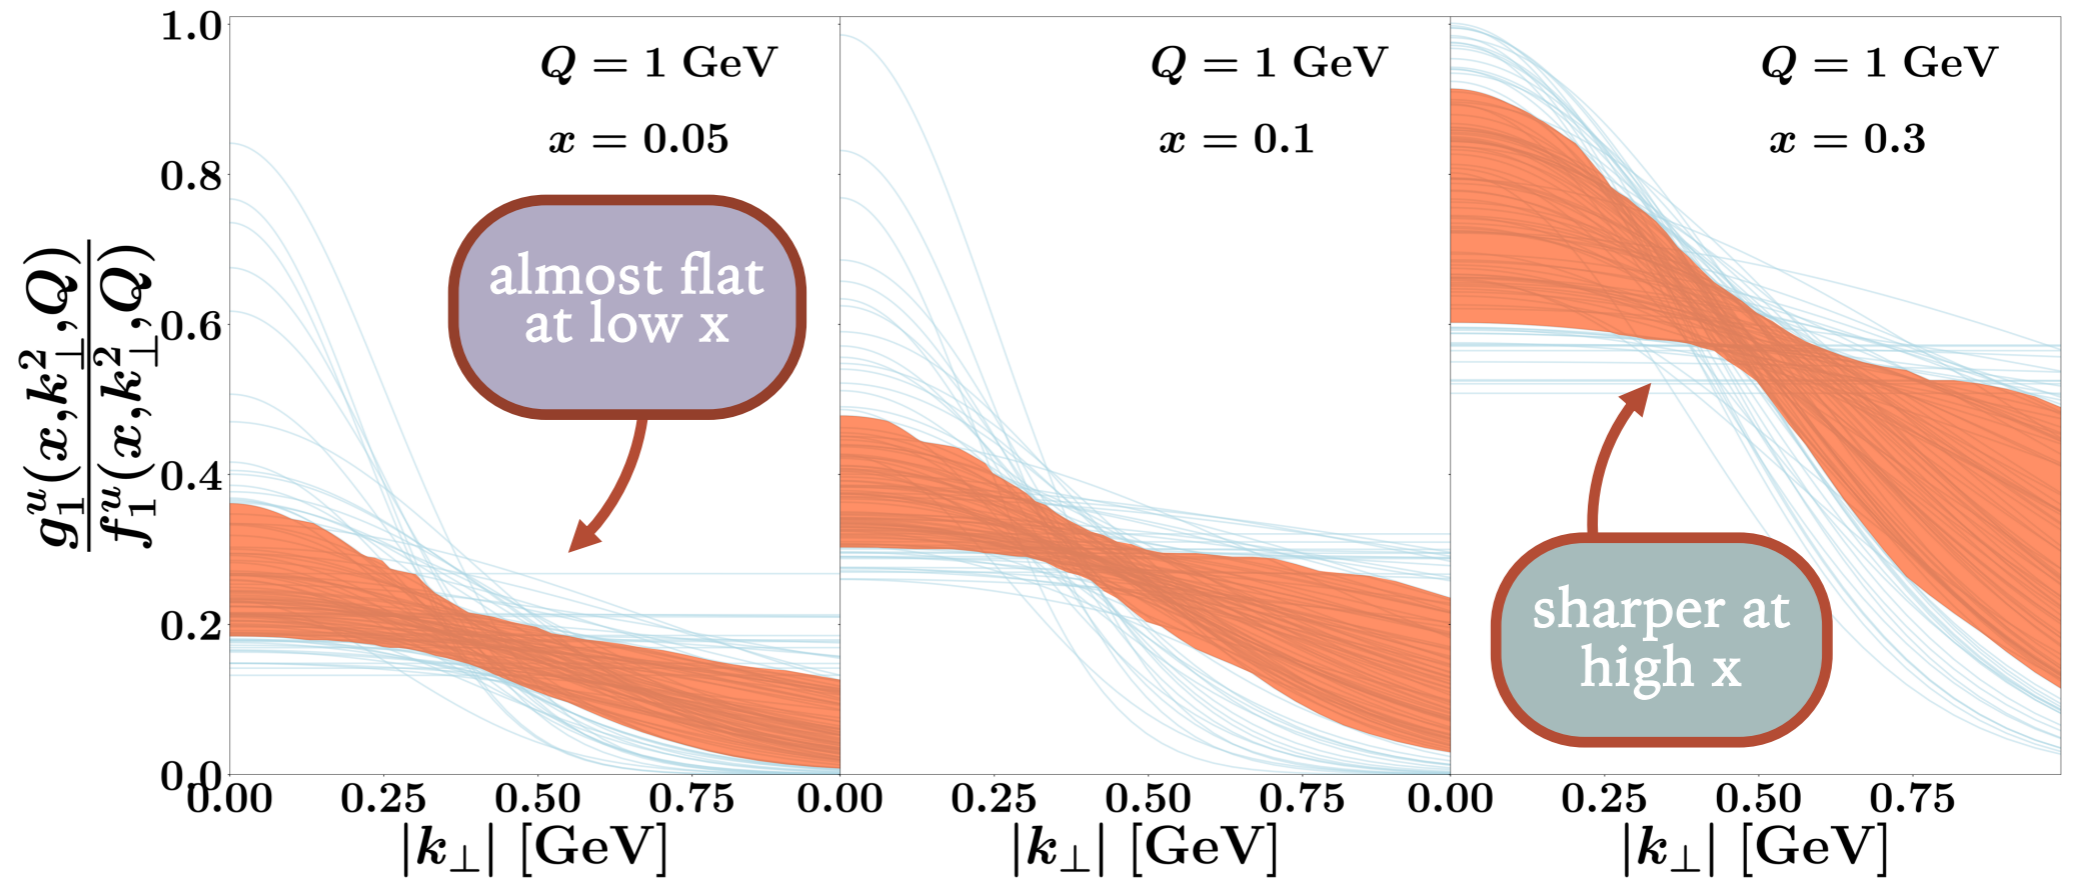 g₁ᵘ(x,k²⊥,Q)
f₁ᵘ(x,k²⊥,Q)
1.0
0.8
0.6
0.4
0.2
0.0
Q = 1 GeV
x = 0.05
almost flat
at low x
Q = 1 GeV
x = 0.1
Q = 1 GeV
x = 0.3
sharper at
high x
0.00 0.25 0.50 0.75 0.00 0.25 0.50 0.75 0.00 0.25 0.50 0.75
|k⊥| [GeV] |k⊥| [GeV] |k⊥| [GeV]